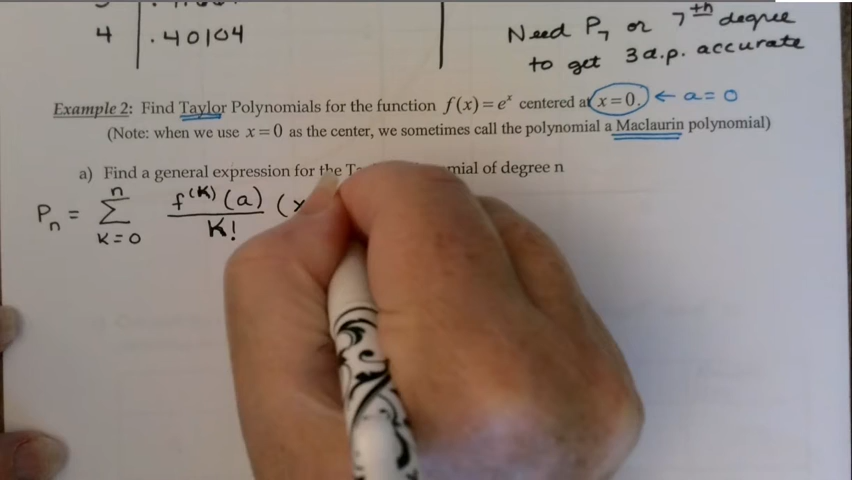 4 | .40104
Need P₇ or 7th degree
to get 3 d.p. accurate
Example 2: Find Taylor Polynomials for the function f(x) = eˣ centered at x = 0. ← a = 0
(Note: when we use x = 0 as the center, we sometimes call the polynomial a Maclaurin polynomial)
a) Find a general expression for the of degree n
Pₙ = Σ n K=0 f⁽ᴷ⁾(a) / K! (x